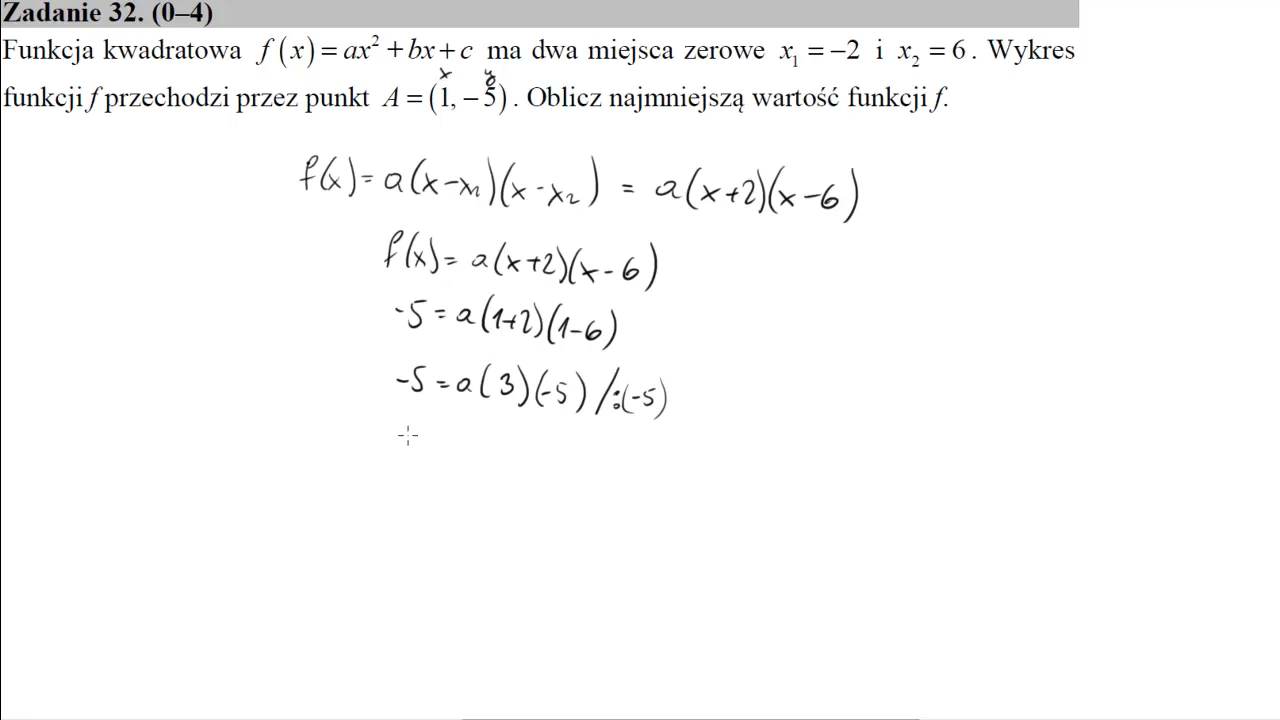 Zadanie 32. (0–4)
Funkcja kwadratowa f(x) = ax² + bx + c ma dwa miejsca zerowe x₁ = −2 i x₂ = 6. Wykres
x y
funkcji f przechodzi przez punkt A = (1, −5). Oblicz najmniejszą wartość funkcji f.
f(x) = a(x−x₁)(x−x₂) = a(x+2)(x−6)
f(x) = a(x+2)(x−6)
-5 = a(1+2)(1−6)
-5 = a(3)(−5) /:(−5)